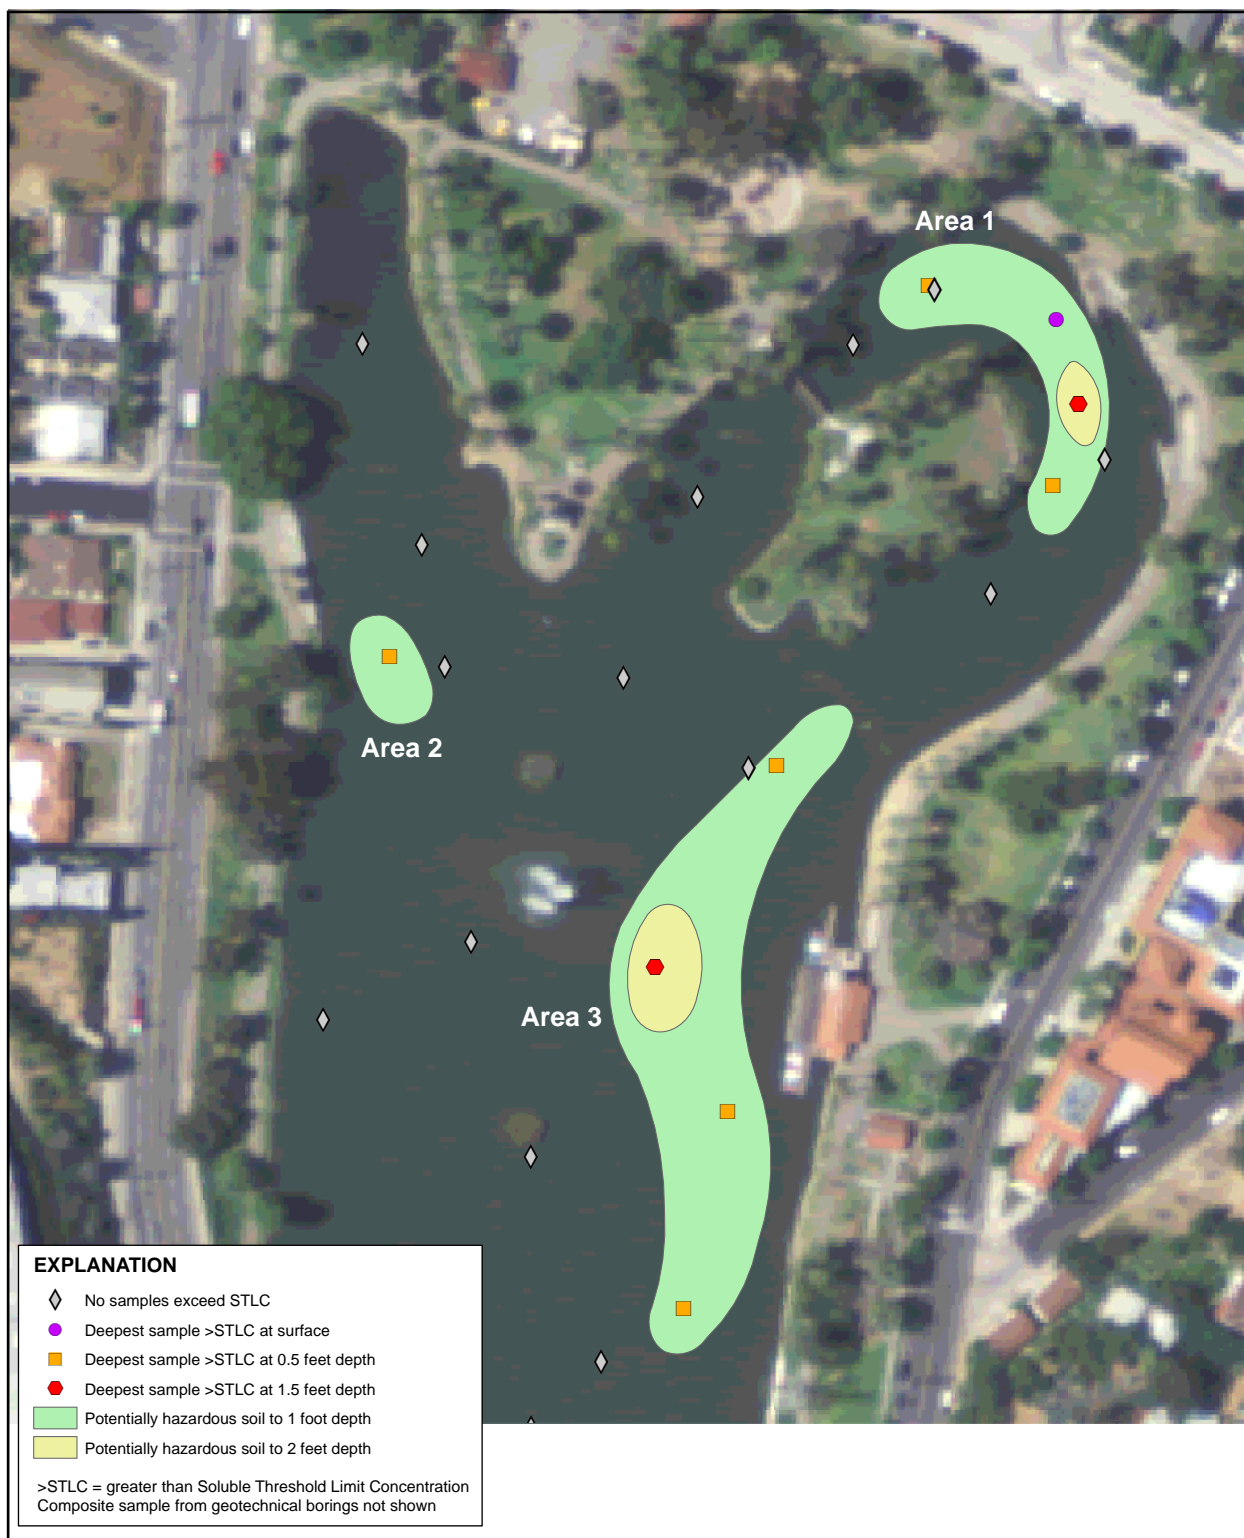 Area 1
Area 2
Area 3
EXPLANATION
No samples exceed STLC
Deepest sample >STLC at surface
Deepest sample >STLC at 0.5 feet depth
Deepest sample >STLC at 1.5 feet depth
Potentially hazardous soil to 1 foot depth
Potentially hazardous soil to 2 feet depth
>STLC = greater than Soluble Threshold Limit Concentration
Composite sample from geotechnical borings not shown